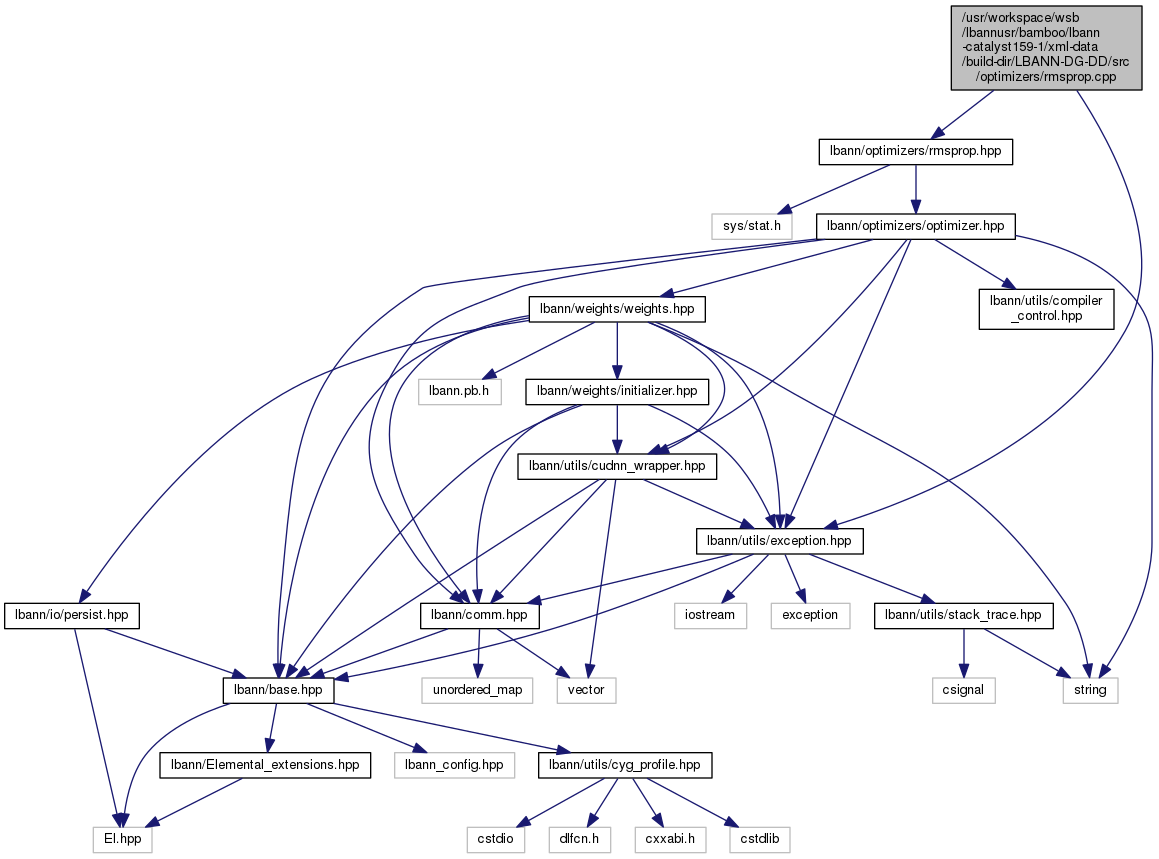 /usr/workspace/wsb
/lbannusr/bamboo/lbann
-catalyst159-1/xml-data
/build-dir/LBANN-DG-DD/src
/optimizers/rmsprop.cpp
lbann/optimizers/rmsprop.hpp
sys/stat.h
lbann/optimizers/optimizer.hpp
lbann/weights/weights.hpp
lbann/utils/compiler
_control.hpp
lbann.pb.h
lbann/weights/initializer.hpp
lbann/utils/cudnn_wrapper.hpp
lbann/utils/exception.hpp
lbann/io/persist.hpp
lbann/comm.hpp
iostream
exception
lbann/utils/stack_trace.hpp
lbann/base.hpp
unordered_map
vector
csignal
string
lbann/Elemental_extensions.hpp
lbann_config.hpp
lbann/utils/cyg_profile.hpp
El.hpp
cstdio
dlfcn.h
cxxabi.h
cstdlib